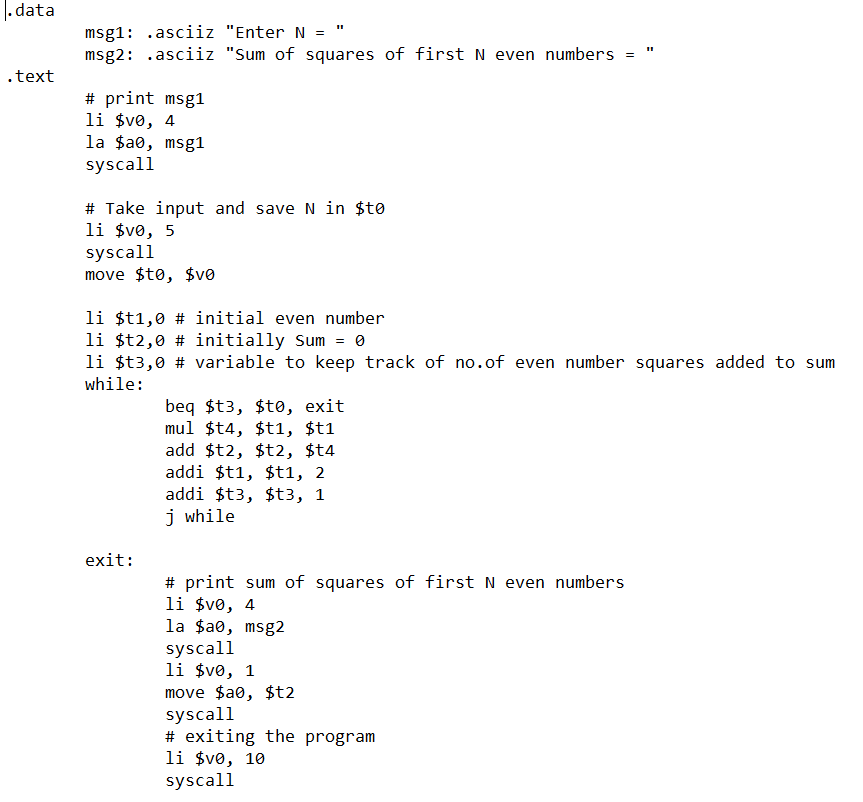 .data
msg1: .asciiz "Enter N = "
msg2: .asciiz "Sum of squares of first N even numbers = "
.text
# print msg1
li $v0, 4
la $a0, msg1
syscall
# Take input and save N in $t0
li $v0, 5
syscall
move $t0, $v0
li $t1,0 # initial even number
li $t2,0 # initially Sum = 0
li $t3,0 # variable to keep track of no.of even number squares added to sum
while:
beq $t3, $t0, exit
mul $t4, $t1, $t1
add $t2, $t2, $t4
addi $t1, $t1, 2
addi $t3, $t3, 1
j while
exit:
# print sum of squares of first N even numbers
li $v0, 4
la $a0, msg2
syscall
li $v0, 1
move $a0, $t2
syscall
# exiting the program
li $v0, 10
syscall